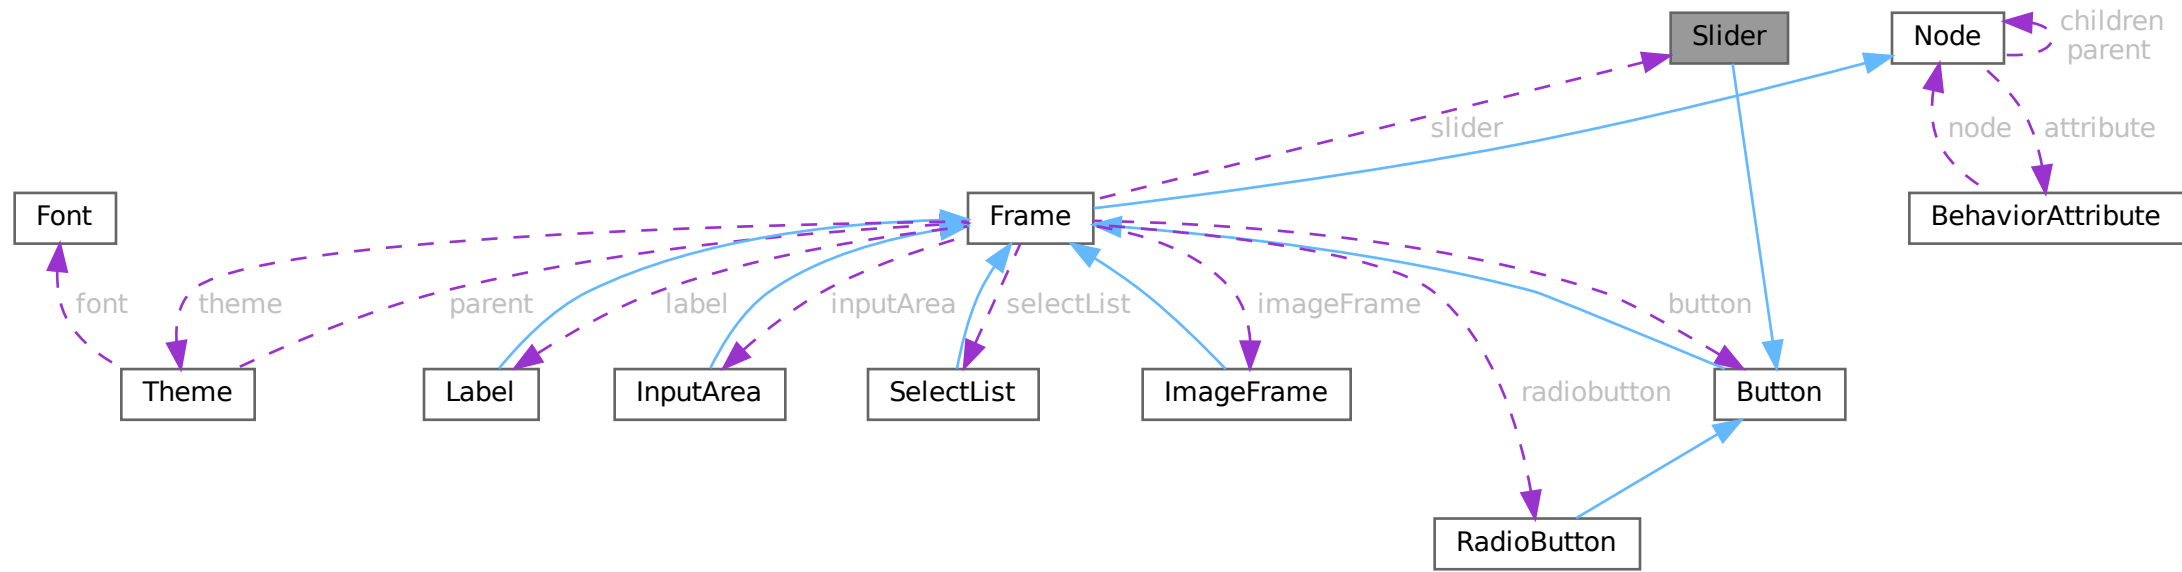 Slider
Node
children
parent
slider
node
attribute
Font
Frame
BehaviorAttribute
font
theme
parent
label
inputArea
selectList
imageFrame
button
Theme
Label
InputArea
SelectList
ImageFrame
radiobutton
Button
RadioButton